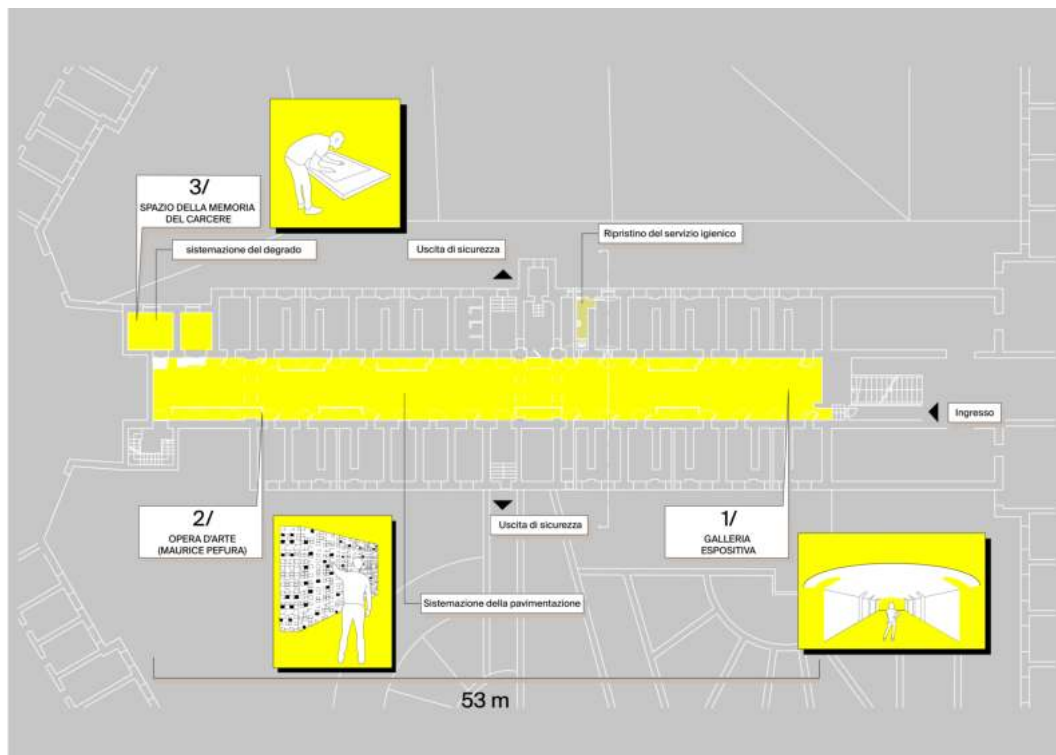 3/
SPAZIO DELLA MEMORIA
DEL CARCERE
sistemazione del degrado
Uscita di sicurezza
Ripristino del servizio igienico
Ingresso
2/
OPERA D'ARTE
(MAURICE PEFURA)
Uscita di sicurezza
1/
GALLERIA
ESPOSITIVA
Sistemazione della pavimentazione
53 m